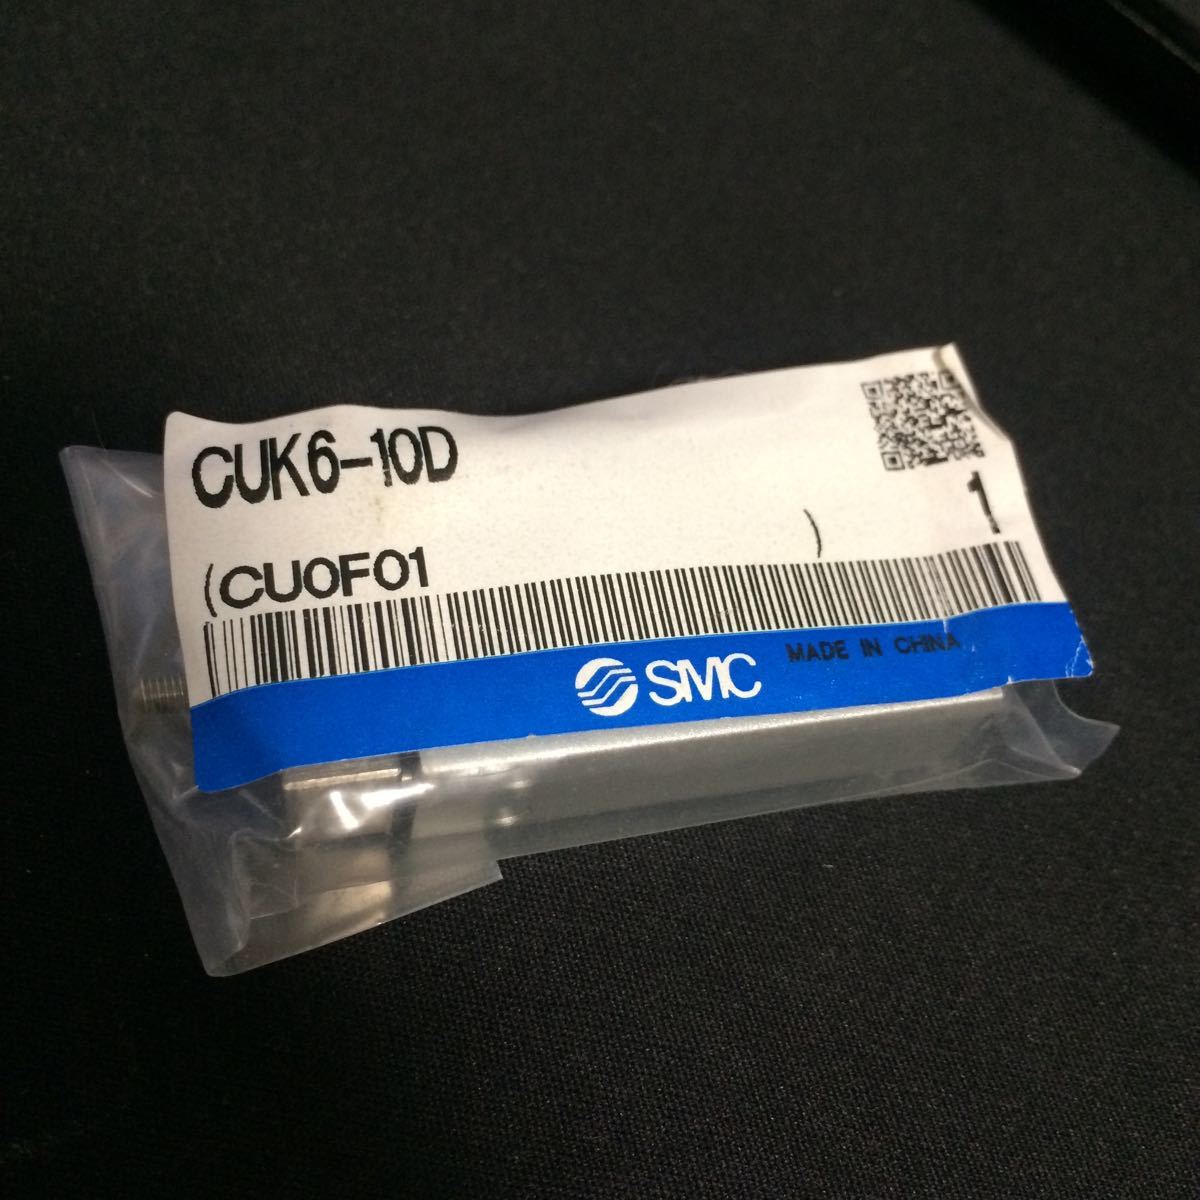 CUK6-10D
1
(CU0F01 )
SMC
MADE IN CHINA